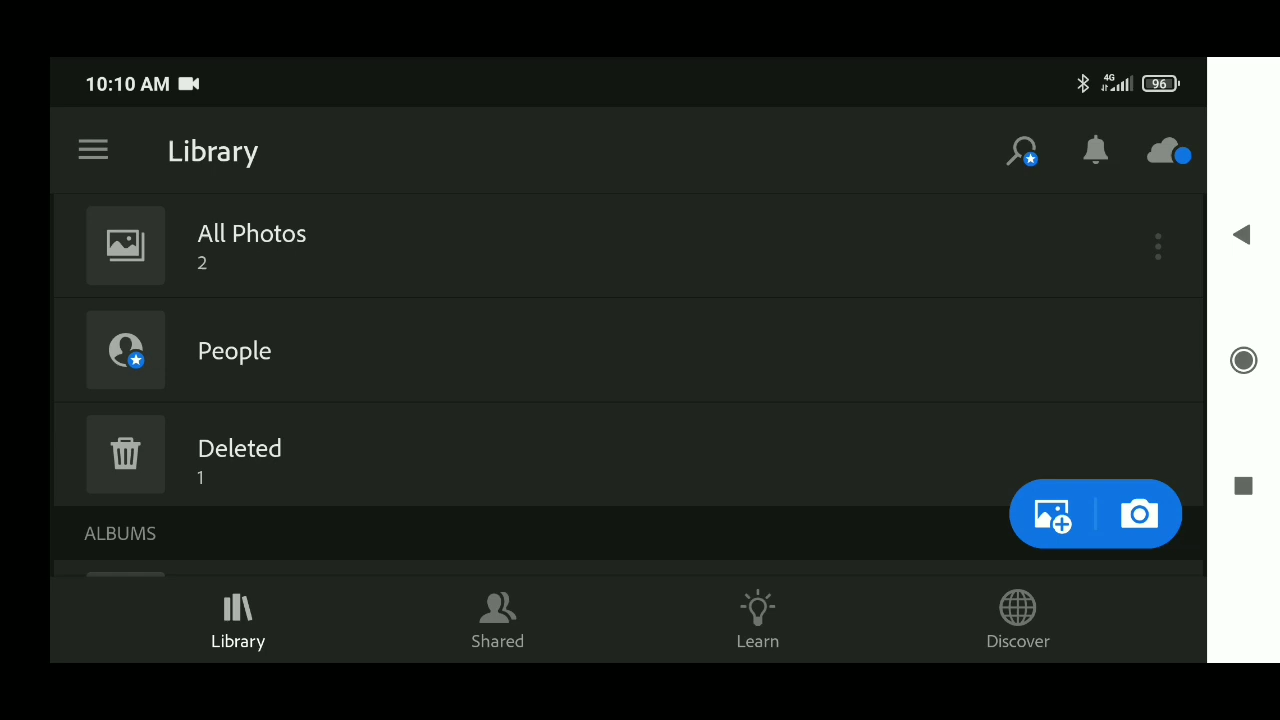 10:10 AM
4G
96
Library
All Photos
2
People
Deleted
1
ALBUMS
Library
Shared
Learn
Discover